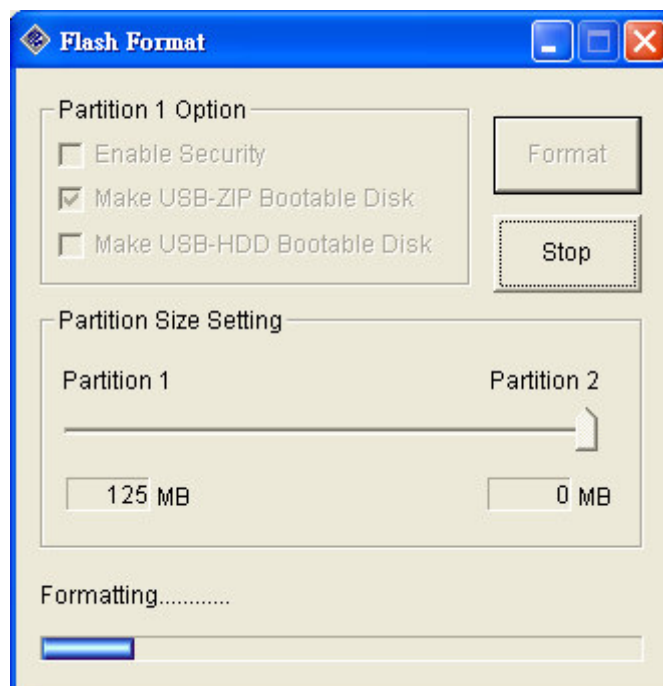 Flash Format
Partition 1 Option
Enable Security
Make USB-ZIP Bootable Disk
Make USB-HDD Bootable Disk
Format
Stop
Partition Size Setting
Partition 1 Partition 2
125 MB 0 MB
Formatting............